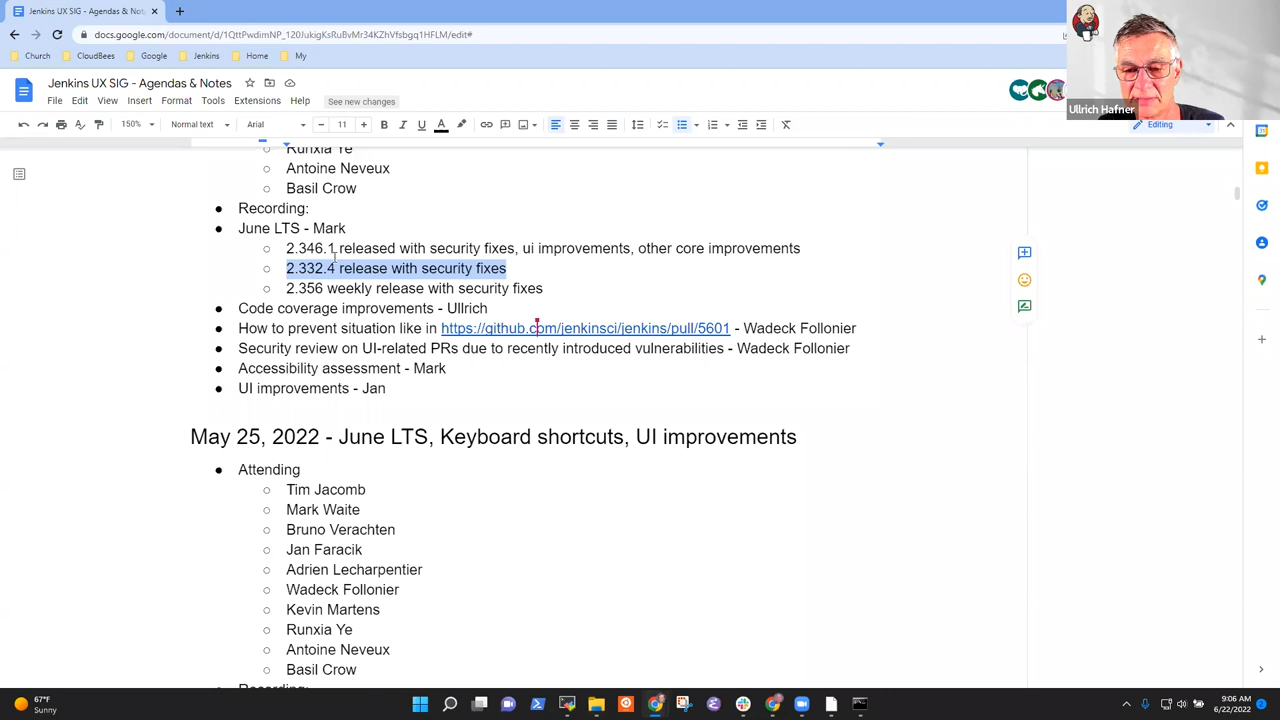 Jenkins UX SIG - Agendas & Notes
docs.google.com/document/d/1QttPwdimNP_120JukigKsRuBvMr34KZhVfsbgq1HFLM/edit#
Church
CloudBees
Google
Jenkins
Home
My
Jenkins UX SIG - Agendas & Notes
File Edit View Insert Format Tools Extensions Help
See new changes
150%
Normal text
Arial
11
Editing
Ullrich Hafner
Runxia Ye
Antoine Neveux
Basil Crow
Recording:
June LTS - Mark
2.346.1 released with security fixes, ui improvements, other core improvements
2.332.4 release with security fixes
2.356 weekly release with security fixes
Code coverage improvements - Ullrich
How to prevent situation like in https://github.com/jenkinsci/jenkins/pull/5601 - Wadeck Follonier
Security review on UI-related PRs due to recently introduced vulnerabilities - Wadeck Follonier
Accessibility assessment - Mark
UI improvements - Jan
May 25, 2022 - June LTS, Keyboard shortcuts, UI improvements
Attending
Tim Jacomb
Mark Waite
Bruno Verachten
Jan Faracik
Adrien Lecharpentier
Wadeck Follonier
Kevin Martens
Runxia Ye
Antoine Neveux
Basil Crow
Recording:
67°F
Sunny
9:06 AM
6/22/2022